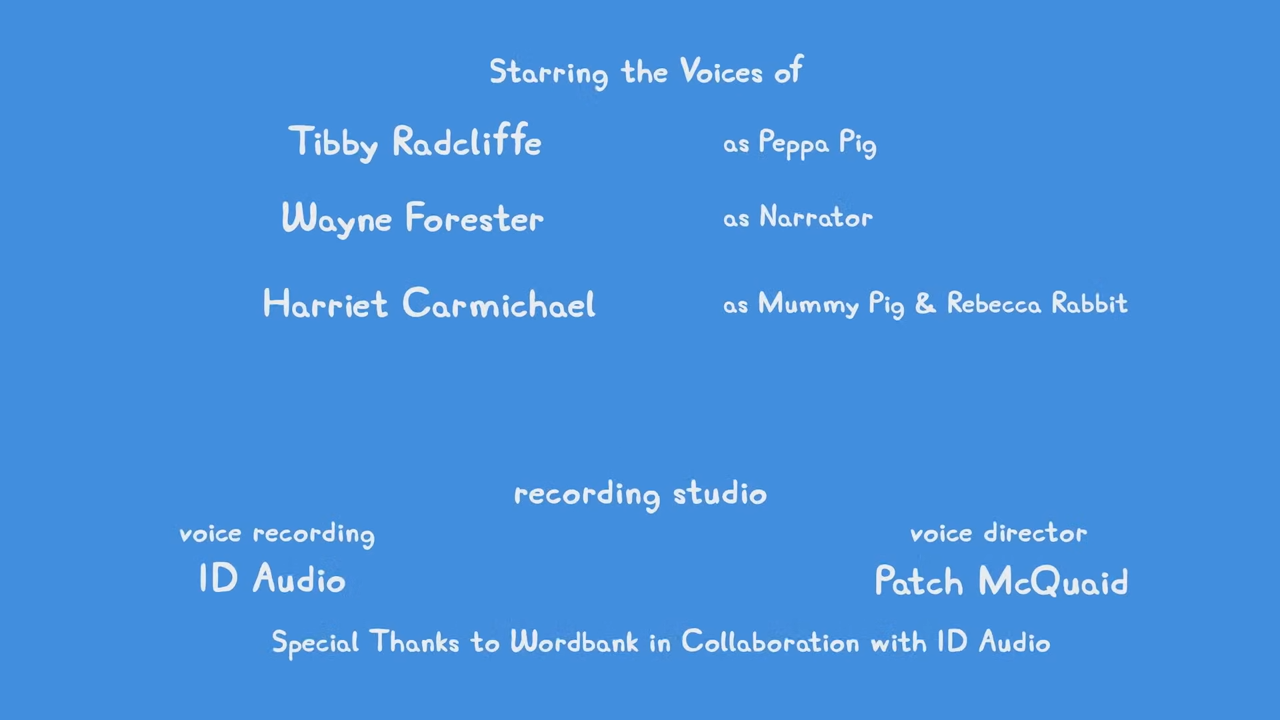 Starring the Voices of
Tibby Radcliffe as Peppa Pig
Wayne Forester as Narrator
Harriet Carmichael as Mummy Pig & Rebecca Rabbit
recording studio
voice recording voice director
ID Audio Patch McQuaid
Special Thanks to Wordbank in Collaboration with ID Audio